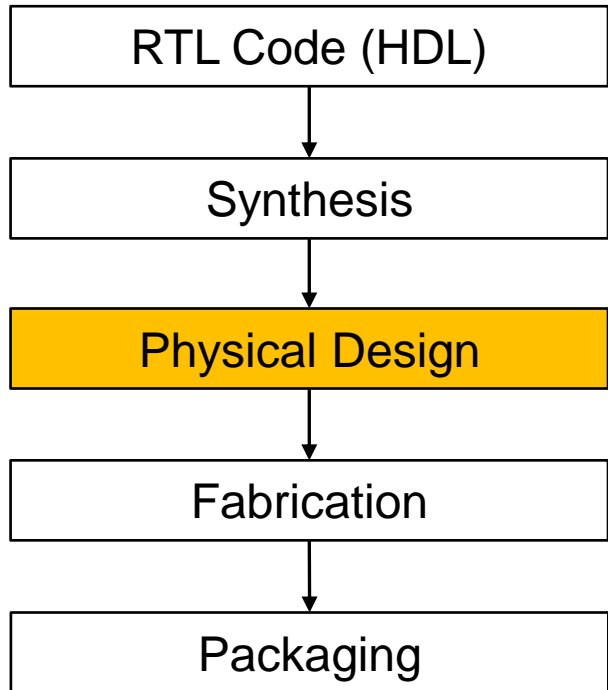 RTL Code (HDL)
Synthesis
Physical Design
Fabrication
Packaging